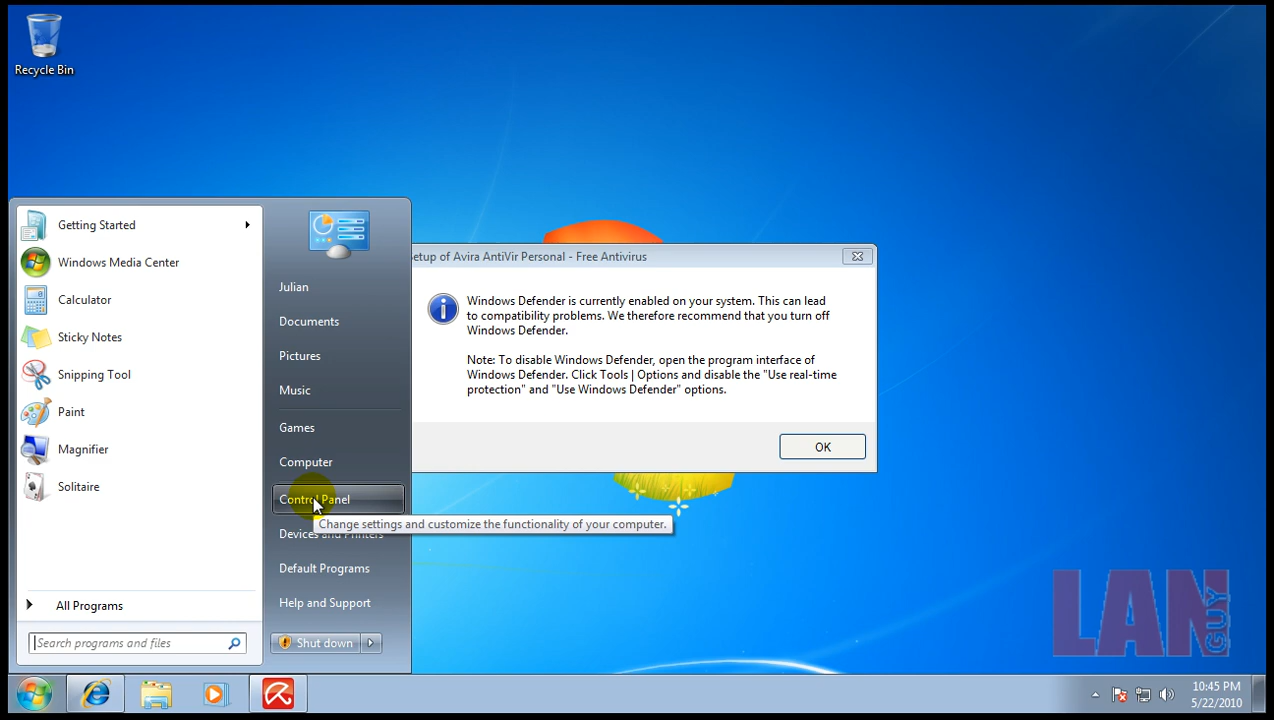 Recycle Bin
Getting Started
Windows Media Center
Calculator
Sticky Notes
Snipping Tool
Paint
Magnifier
Solitaire
All Programs
Search programs and files
Julian
Documents
Pictures
Music
Games
Computer
Control Panel
Change settings and customize the functionality of your computer.
Devices and Printers
Default Programs
Help and Support
Shut down
Setup of Avira AntiVir Personal - Free Antivirus
Windows Defender is currently enabled on your system. This can lead
to compatibility problems. We therefore recommend that you turn off
Windows Defender.
Note: To disable Windows Defender, open the program interface of
Windows Defender. Click Tools | Options and disable the "Use real-time
protection" and "Use Windows Defender" options.
OK
LAN
GUY
10:45 PM
5/22/2010